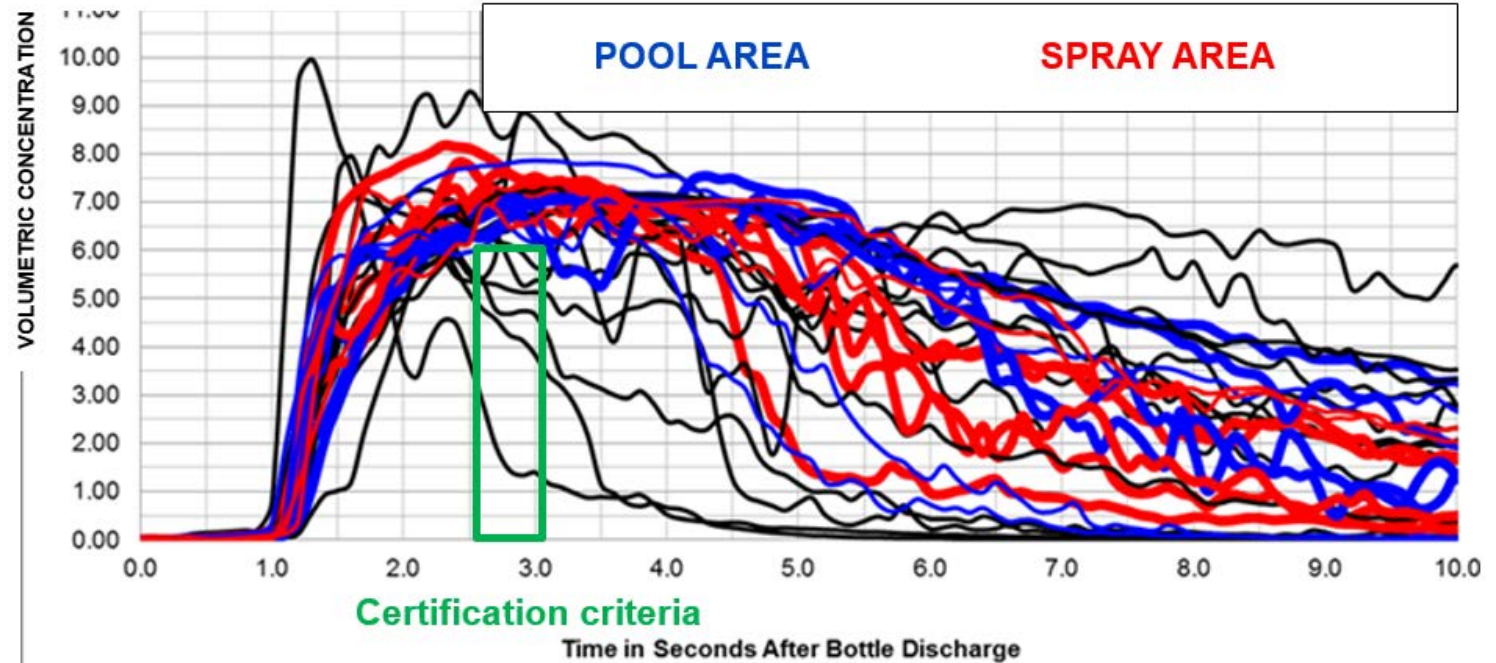 VOLUMETRIC CONCENTRATION
11.00
10.00
9.00
8.00
7.00
6.00
5.00
4.00
3.00
2.00
1.00
0.00
POOL AREA SPRAY AREA
0.0 1.0 2.0 3.0 4.0 5.0 6.0 7.0 8.0 9.0 10.0
Certification criteria
Time in Seconds After Bottle Discharge